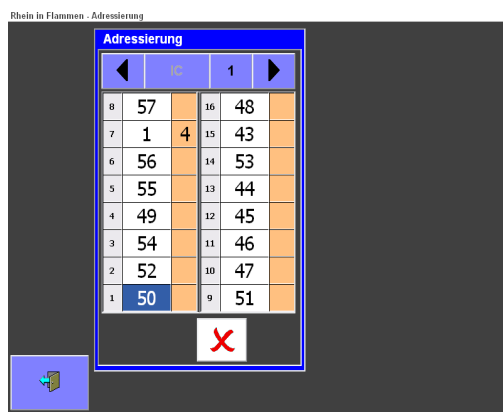 Rhein in Flammen - Adressierung
Adressierung
IC 1
8 57 16 48
7 1 4 15 43
6 56 14 53
5 55 13 44
4 49 12 45
3 54 11 46
2 52 10 47
1 50 9 51